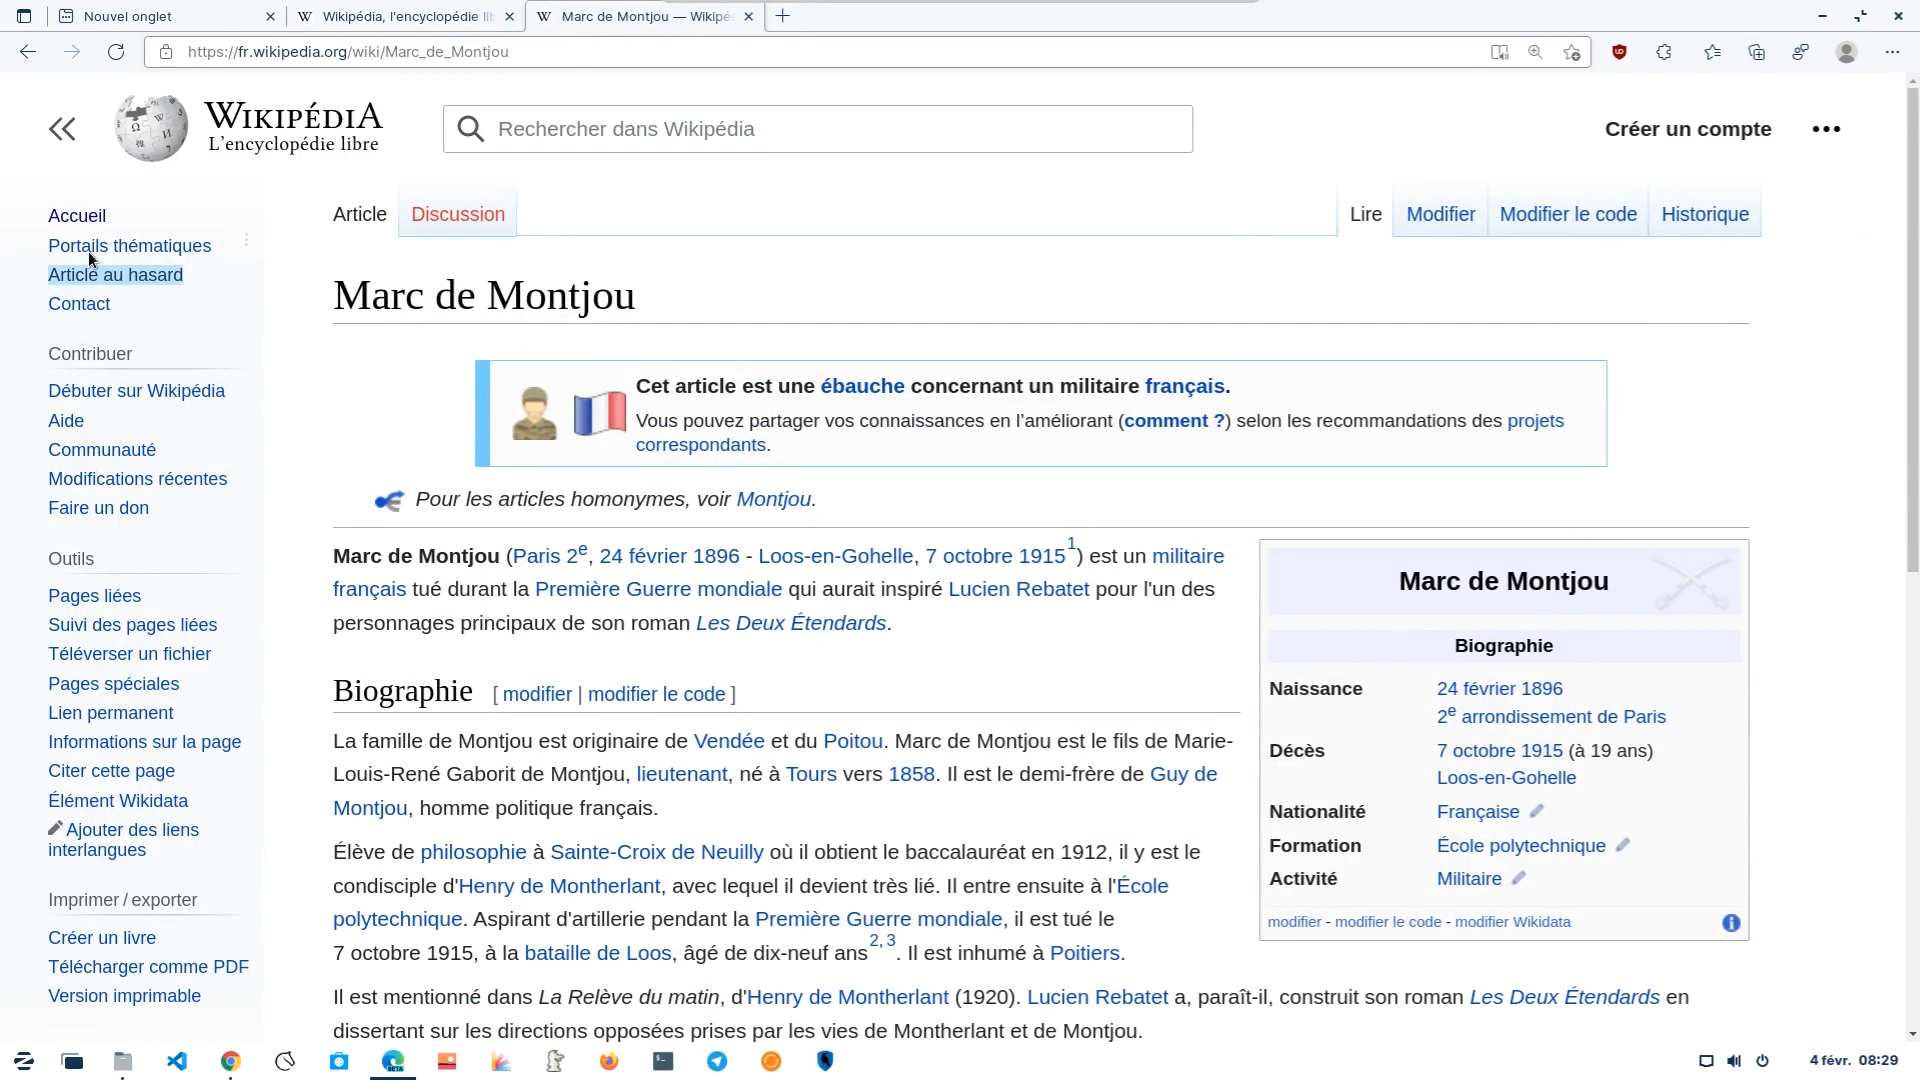 Nouvel onglet
Wikipédia, l'encyclopédie lib
Marc de Montjou — Wikipé
https://fr.wikipedia.org/wiki/Marc_de_Montjou
WIKIPÉDIA
L'encyclopédie libre
Rechercher dans Wikipédia
Créer un compte
Accueil
Portails thématiques
Article au hasard
Contact
Contribuer
Débuter sur Wikipédia
Aide
Communauté
Modifications récentes
Faire un don
Outils
Pages liées
Suivi des pages liées
Téléverser un fichier
Pages spéciales
Lien permanent
Informations sur la page
Citer cette page
Élément Wikidata
Ajouter des liens
interlangues
Imprimer / exporter
Créer un livre
Télécharger comme PDF
Version imprimable
Article Discussion
Lire Modifier Modifier le code Historique
Marc de Montjou
Cet article est une ébauche concernant un militaire français.
Vous pouvez partager vos connaissances en l'améliorant (comment ?) selon les recommandations des projets
correspondants.
Pour les articles homonymes, voir Montjou.
Marc de Montjou (Paris 2e, 24 février 1896 - Loos-en-Gohelle, 7 octobre 1915 1) est un militaire
français tué durant la Première Guerre mondiale qui aurait inspiré Lucien Rebatet pour l'un des
personnages principaux de son roman Les Deux Étendards.
Biographie [ modifier | modifier le code ]
La famille de Montjou est originaire de Vendée et du Poitou. Marc de Montjou est le fils de Marie-
Louis-René Gaborit de Montjou, lieutenant, né à Tours vers 1858. Il est le demi-frère de Guy de
Montjou, homme politique français.
Élève de philosophie à Sainte-Croix de Neuilly où il obtient le baccalauréat en 1912, il y est le
condisciple d'Henry de Montherlant, avec lequel il devient très lié. Il entre ensuite à l'École
polytechnique. Aspirant d'artillerie pendant la Première Guerre mondiale, il est tué le
7 octobre 1915, à la bataille de Loos, âgé de dix-neuf ans 2, 3. Il est inhumé à Poitiers.
Il est mentionné dans La Relève du matin, d'Henry de Montherlant (1920). Lucien Rebatet a, paraît-il, construit son roman Les Deux Étendards en
dissertant sur les directions opposées prises par les vies de Montherlant et de Montjou.
Marc de Montjou
Biographie
Naissance 24 février 1896
2e arrondissement de Paris
Décès 7 octobre 1915 (à 19 ans)
Loos-en-Gohelle
Nationalité Française
Formation École polytechnique
Activité Militaire
modifier - modifier le code - modifier Wikidata
BETA
4 févr. 08:29